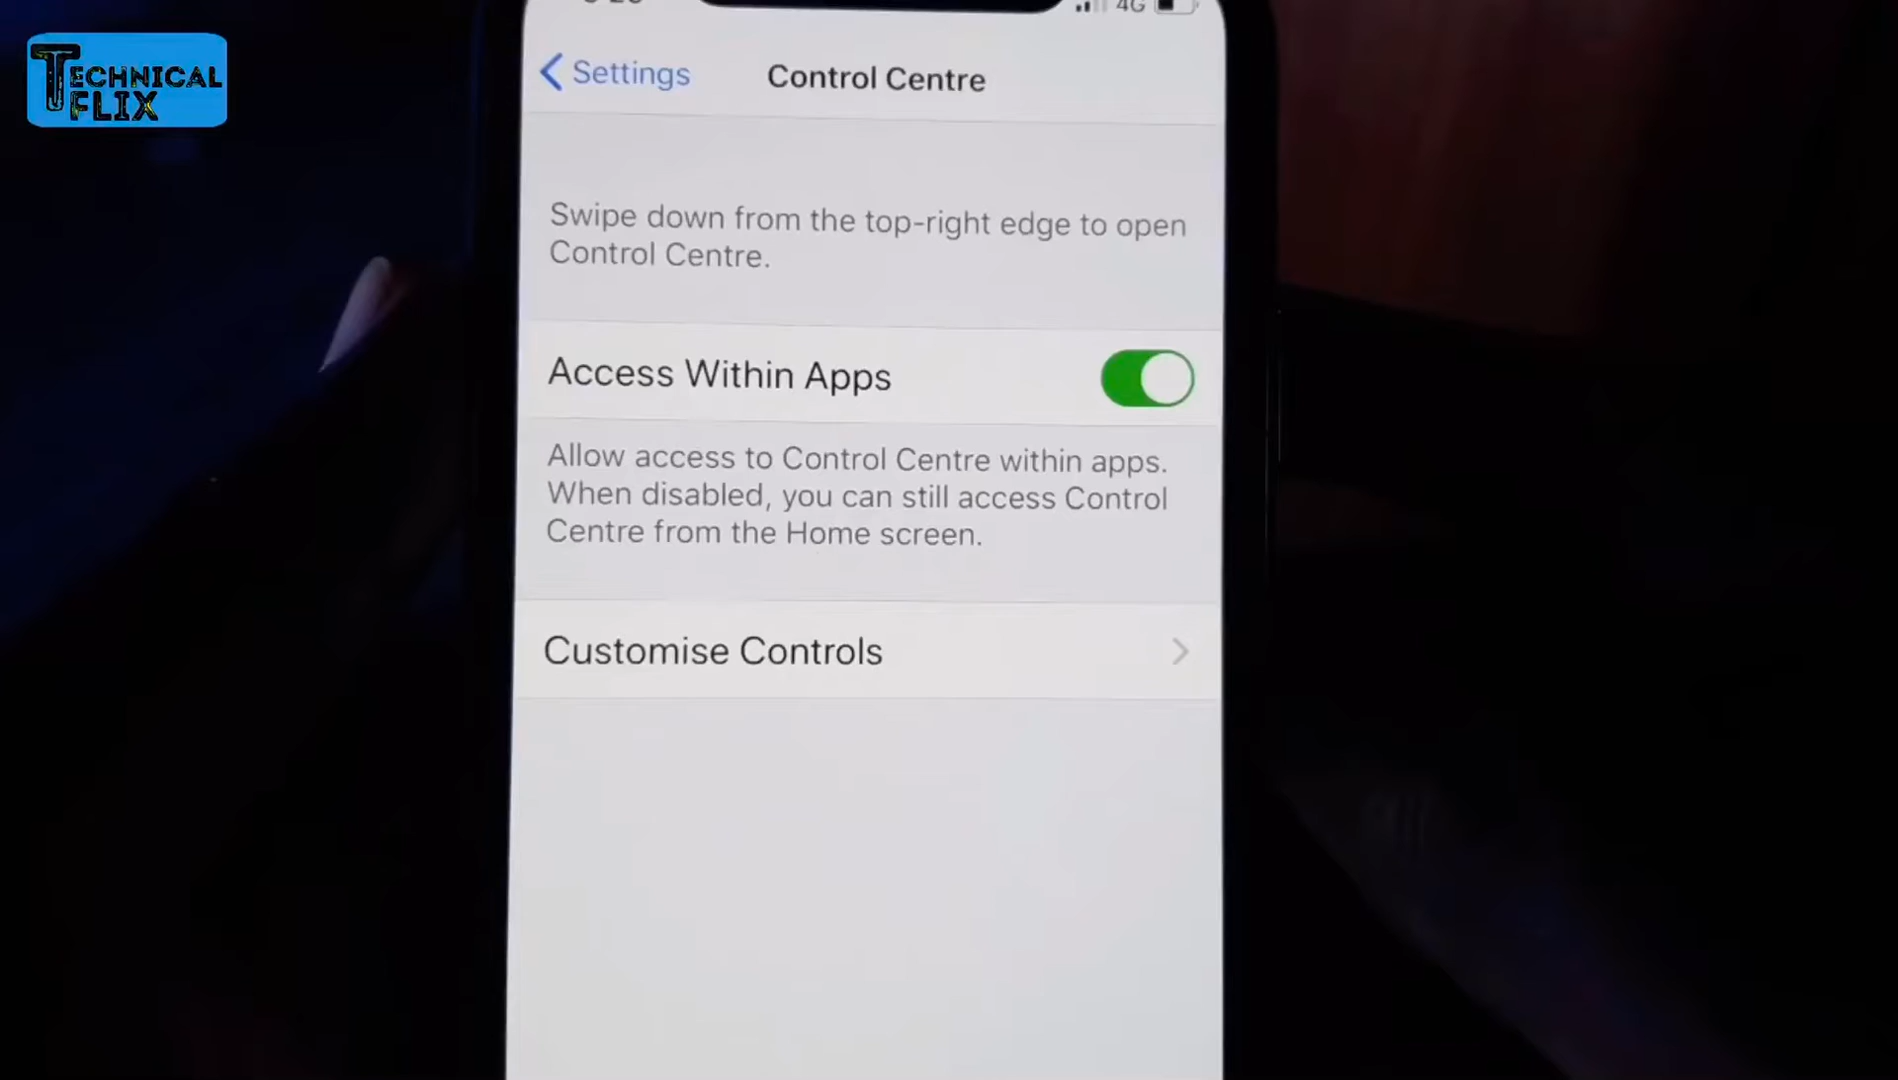 TECHNICAL
FLIX
4G
Settings
Control Centre
Swipe down from the top-right edge to open
Control Centre.
Access Within Apps
Allow access to Control Centre within apps.
When disabled, you can still access Control
Centre from the Home screen.
Customise Controls